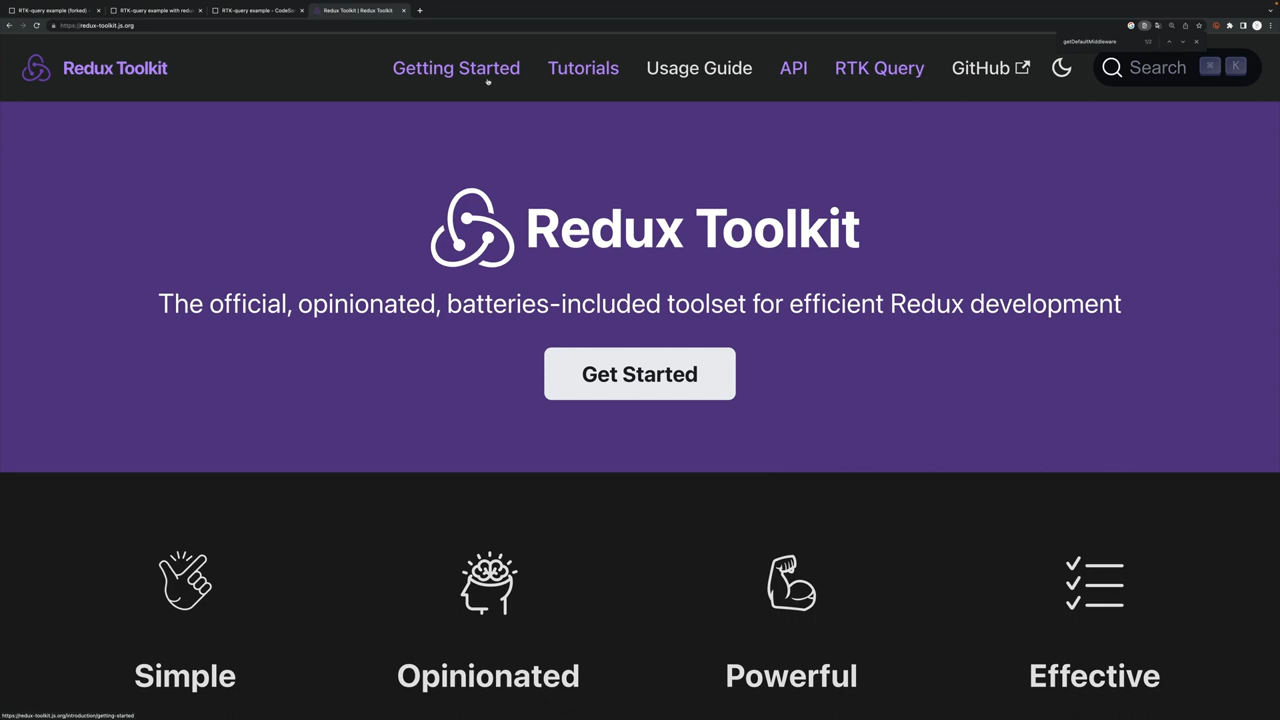 RTK-query example (forked) -
RTK-query example with redu
RTK-query example - CodeSa
Redux Toolkit | Redux Toolkit
https://redux-toolkit.js.org
getDefaultMiddleware 1/2
Redux Toolkit
Getting Started
Tutorials
Usage Guide
API
RTK Query
GitHub
Search
⌘ K
Redux Toolkit
The official, opinionated, batteries-included toolset for efficient Redux development
Get Started
Simple
Opinionated
Powerful
Effective
https://redux-toolkit.js.org/introduction/getting-started